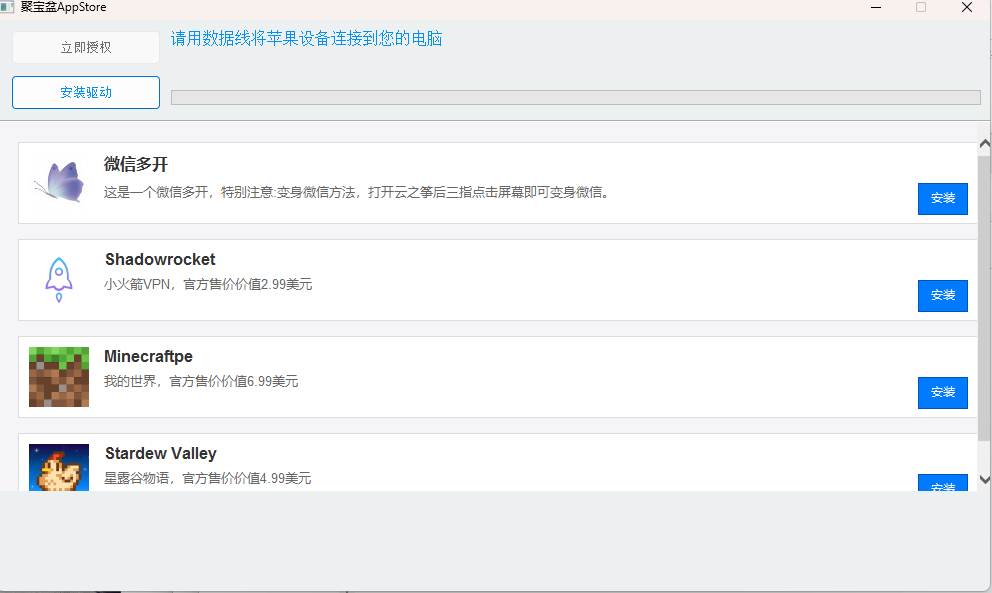 聚宝盆AppStore
立即授权
请用数据线将苹果设备连接到您的电脑
安装驱动
微信多开
这是一个微信多开，特别注意:变身微信方法，打开云之筝后三指点击屏幕即可变身微信。
安装
Shadowrocket
小火箭VPN，官方售价价值2.99美元
安装
Minecraftpe
我的世界，官方售价价值6.99美元
安装
Stardew Valley
星露谷物语，官方售价价值4.99美元
安装